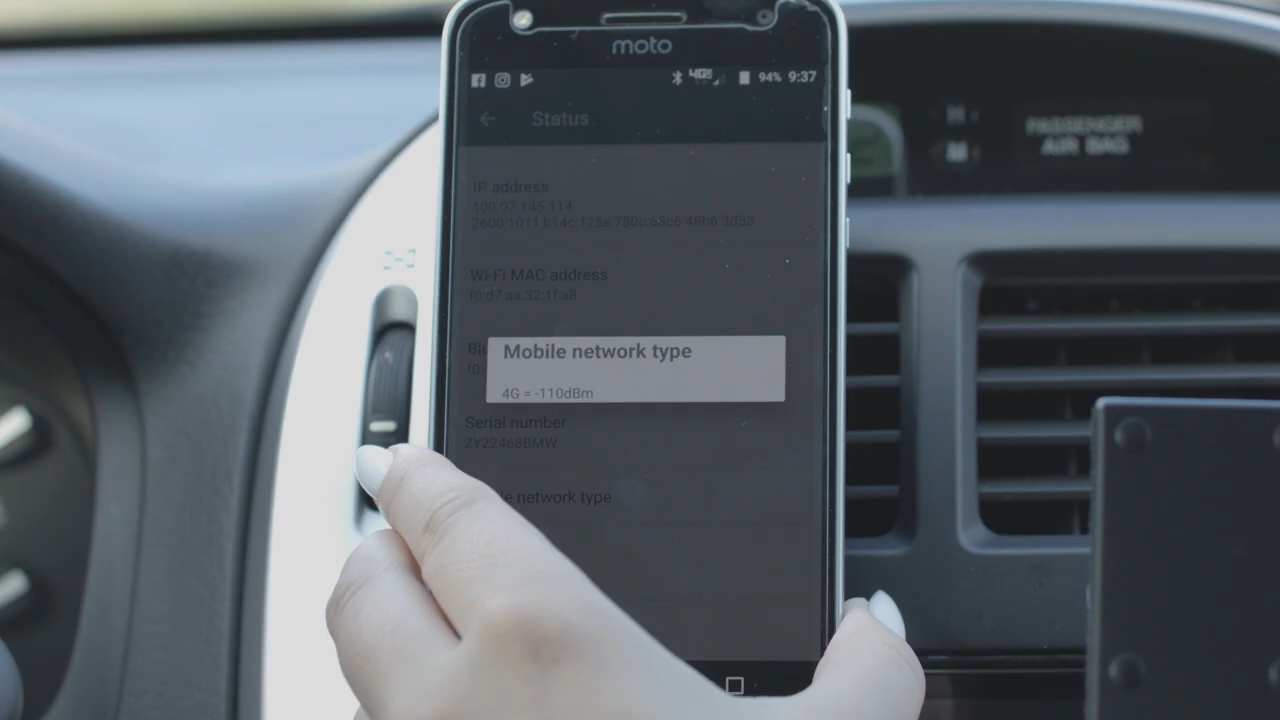 moto
4G 94% 9:37
Status
IP address
100.97.145.114
2600:1011:b14c:128e:780c:63c6:48b6:3d53
Wi-Fi MAC address
f0:d7:aa:32:1f:a8
Mobile network type
4G = -110dBm
Serial number
ZY22468BMW
network type
PASSENGER
AIR BAG